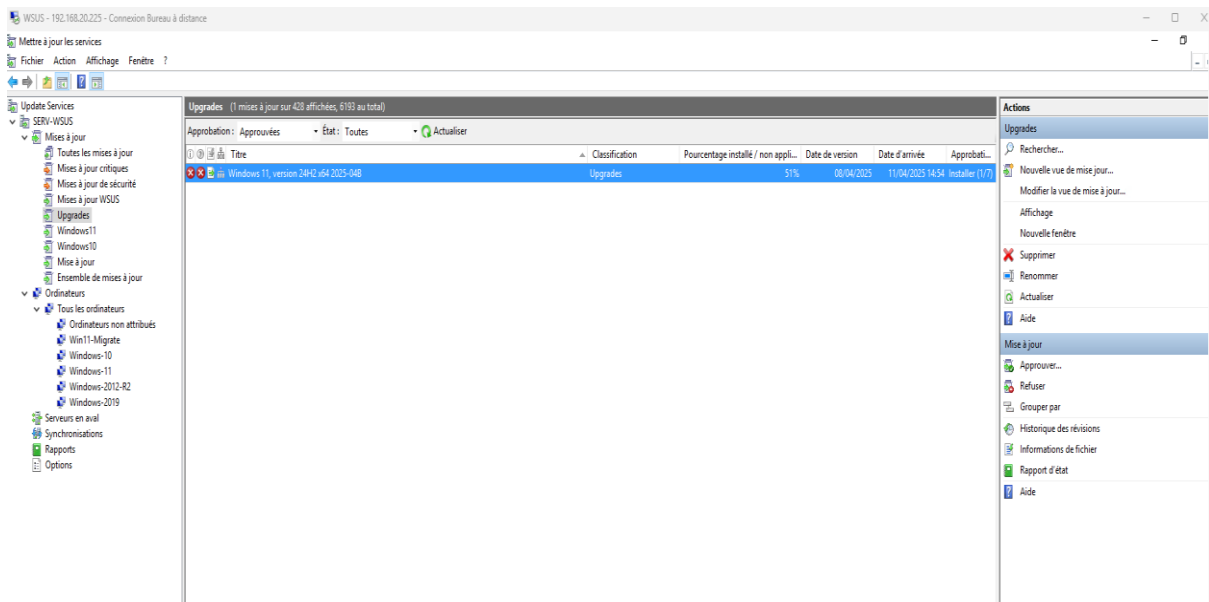 WSUS - 192.168.20.225 - Connexion Bureau à distance
Mettre à jour les services
Fichier Action Affichage Fenêtre ?
Update Services
SERV-WSUS
Mises à jour
Toutes les mises à jour
Mises à jour critiques
Mises à jour de sécurité
Mises à jour WSUS
Upgrades
Windows11
Windows10
Mise à jour
Ensemble de mises à jour
Ordinateurs
Tous les ordinateurs
Ordinateurs non attribués
Win11-Migrate
Windows-10
Windows-11
Windows-2012-R2
Windows-2019
Serveurs en aval
Synchronisations
Rapports
Options
Upgrades (1 mises à jour sur 428 affichées, 6193 au total)
Approbation : Approuvées État : Toutes Actualiser
Titre Classification Pourcentage installé / non appli... Date de version Date d'arrivée Approbati...
Windows 11, version 24H2 x64 2025-04B Upgrades 51% 08/04/2025 11/04/2025 14:54 Installer (1/7)
Actions
Upgrades
Rechercher...
Nouvelle vue de mise jour...
Modifier la vue de mise à jour...
Affichage
Nouvelle fenêtre
Supprimer
Renommer
Actualiser
Aide
Mise à jour
Approuver...
Refuser
Grouper par
Historique des révisions
Informations de fichier
Rapport d'état
Aide